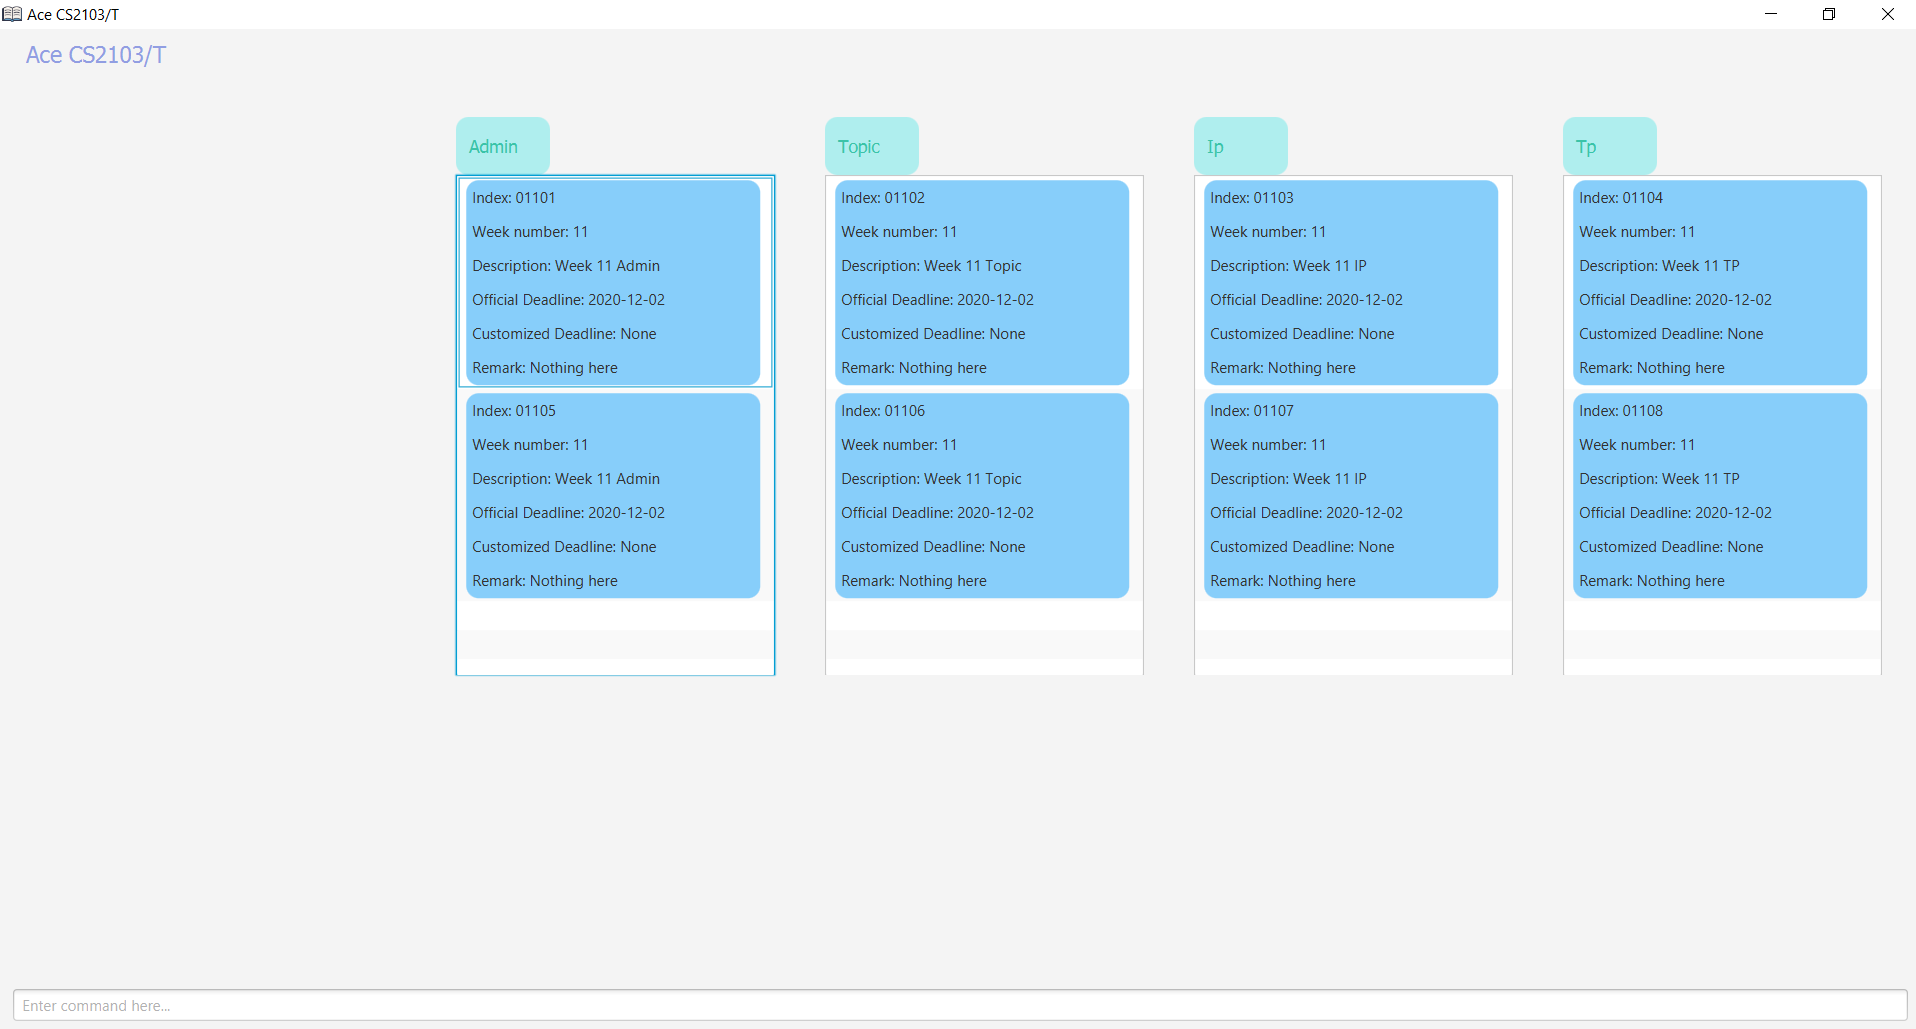 Ace CS2103/T
Ace CS2103/T
Admin
Index: 01101
Week number: 11
Description: Week 11 Admin
Official Deadline: 2020-12-02
Customized Deadline: None
Remark: Nothing here
Index: 01105
Week number: 11
Description: Week 11 Admin
Official Deadline: 2020-12-02
Customized Deadline: None
Remark: Nothing here
Topic
Index: 01102
Week number: 11
Description: Week 11 Topic
Official Deadline: 2020-12-02
Customized Deadline: None
Remark: Nothing here
Index: 01106
Week number: 11
Description: Week 11 Topic
Official Deadline: 2020-12-02
Customized Deadline: None
Remark: Nothing here
Ip
Index: 01103
Week number: 11
Description: Week 11 IP
Official Deadline: 2020-12-02
Customized Deadline: None
Remark: Nothing here
Index: 01107
Week number: 11
Description: Week 11 IP
Official Deadline: 2020-12-02
Customized Deadline: None
Remark: Nothing here
Tp
Index: 01104
Week number: 11
Description: Week 11 TP
Official Deadline: 2020-12-02
Customized Deadline: None
Remark: Nothing here
Index: 01108
Week number: 11
Description: Week 11 TP
Official Deadline: 2020-12-02
Customized Deadline: None
Remark: Nothing here
Enter command here...